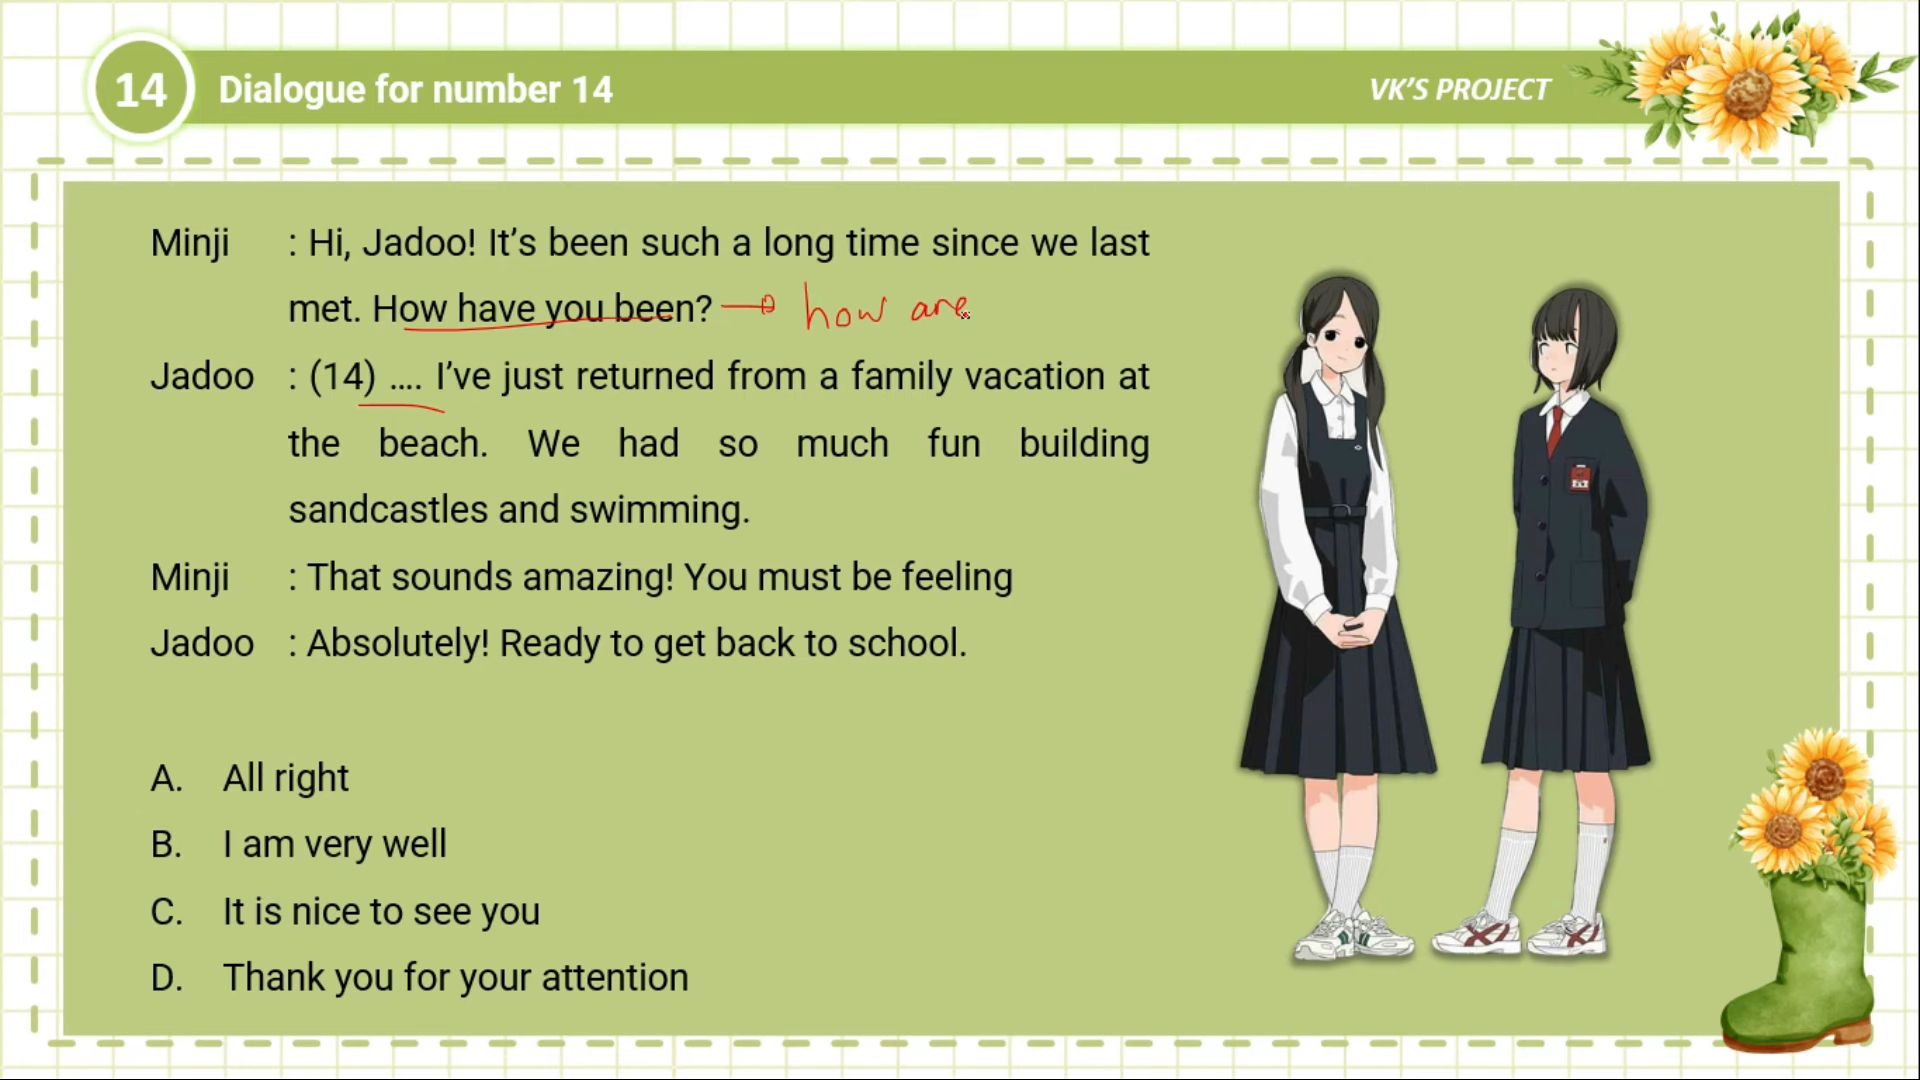 14 Dialogue for number 14 VK'S PROJECT
Minji : Hi, Jadoo! It's been such a long time since we last
met. How have you been? how are
Jadoo : (14) .... I've just returned from a family vacation at
the beach. We had so much fun building
sandcastles and swimming.
Minji : That sounds amazing! You must be feeling
Jadoo : Absolutely! Ready to get back to school.
A. All right
B. I am very well
C. It is nice to see you
D. Thank you for your attention